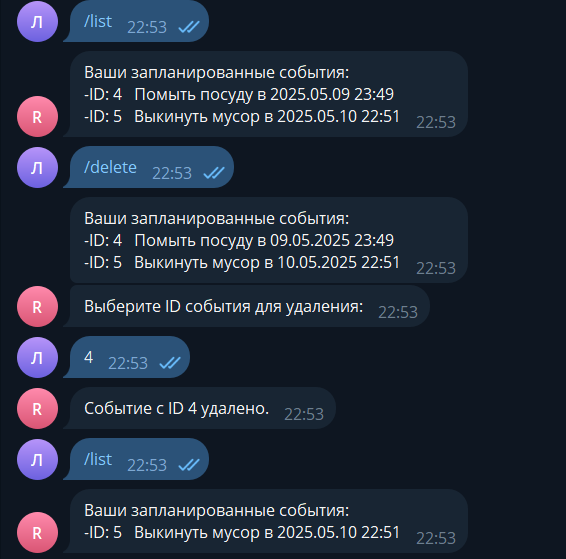 Л
/list 22:53
Ваши запланированные события:
-ID: 4 Помыть посуду в 2025.05.09 23:49
-ID: 5 Выкинуть мусор в 2025.05.10 22:51 22:53
R
Л
/delete 22:53
Ваши запланированные события:
-ID: 4 Помыть посуду в 09.05.2025 23:49
-ID: 5 Выкинуть мусор в 10.05.2025 22:51 22:53
R
Выберите ID события для удаления: 22:53
Л
4 22:53
R
Событие с ID 4 удалено. 22:53
Л
/list 22:53
Ваши запланированные события:
-ID: 5 Выкинуть мусор в 2025.05.10 22:51 22:53
R